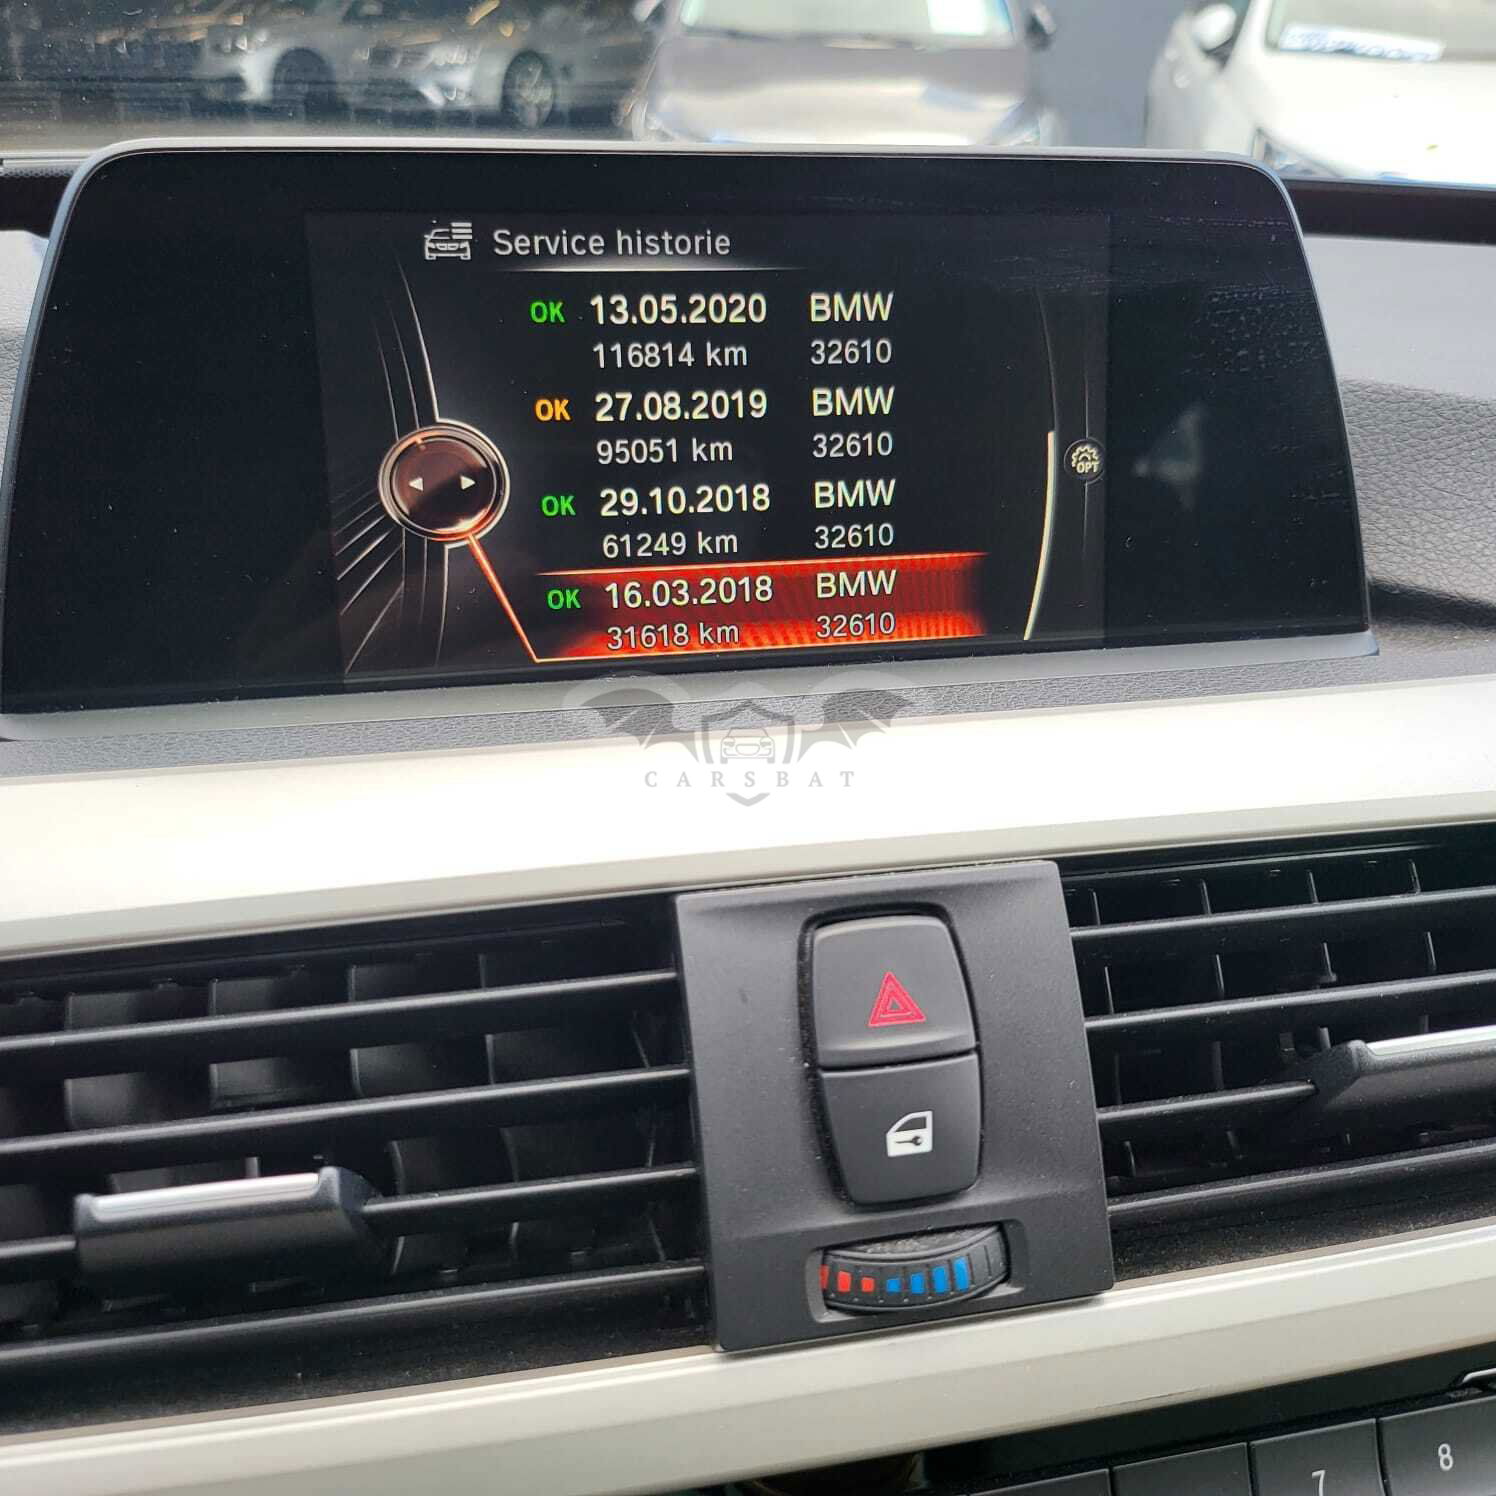 Service historie
OK 13.05.2020 BMW
116814 km 32610
OK 27.08.2019 BMW
95051 km 32610
OK 29.10.2018 BMW
61249 km 32610
OK 16.03.2018 BMW
31618 km 32610
OPT
CARSBAT
7
8